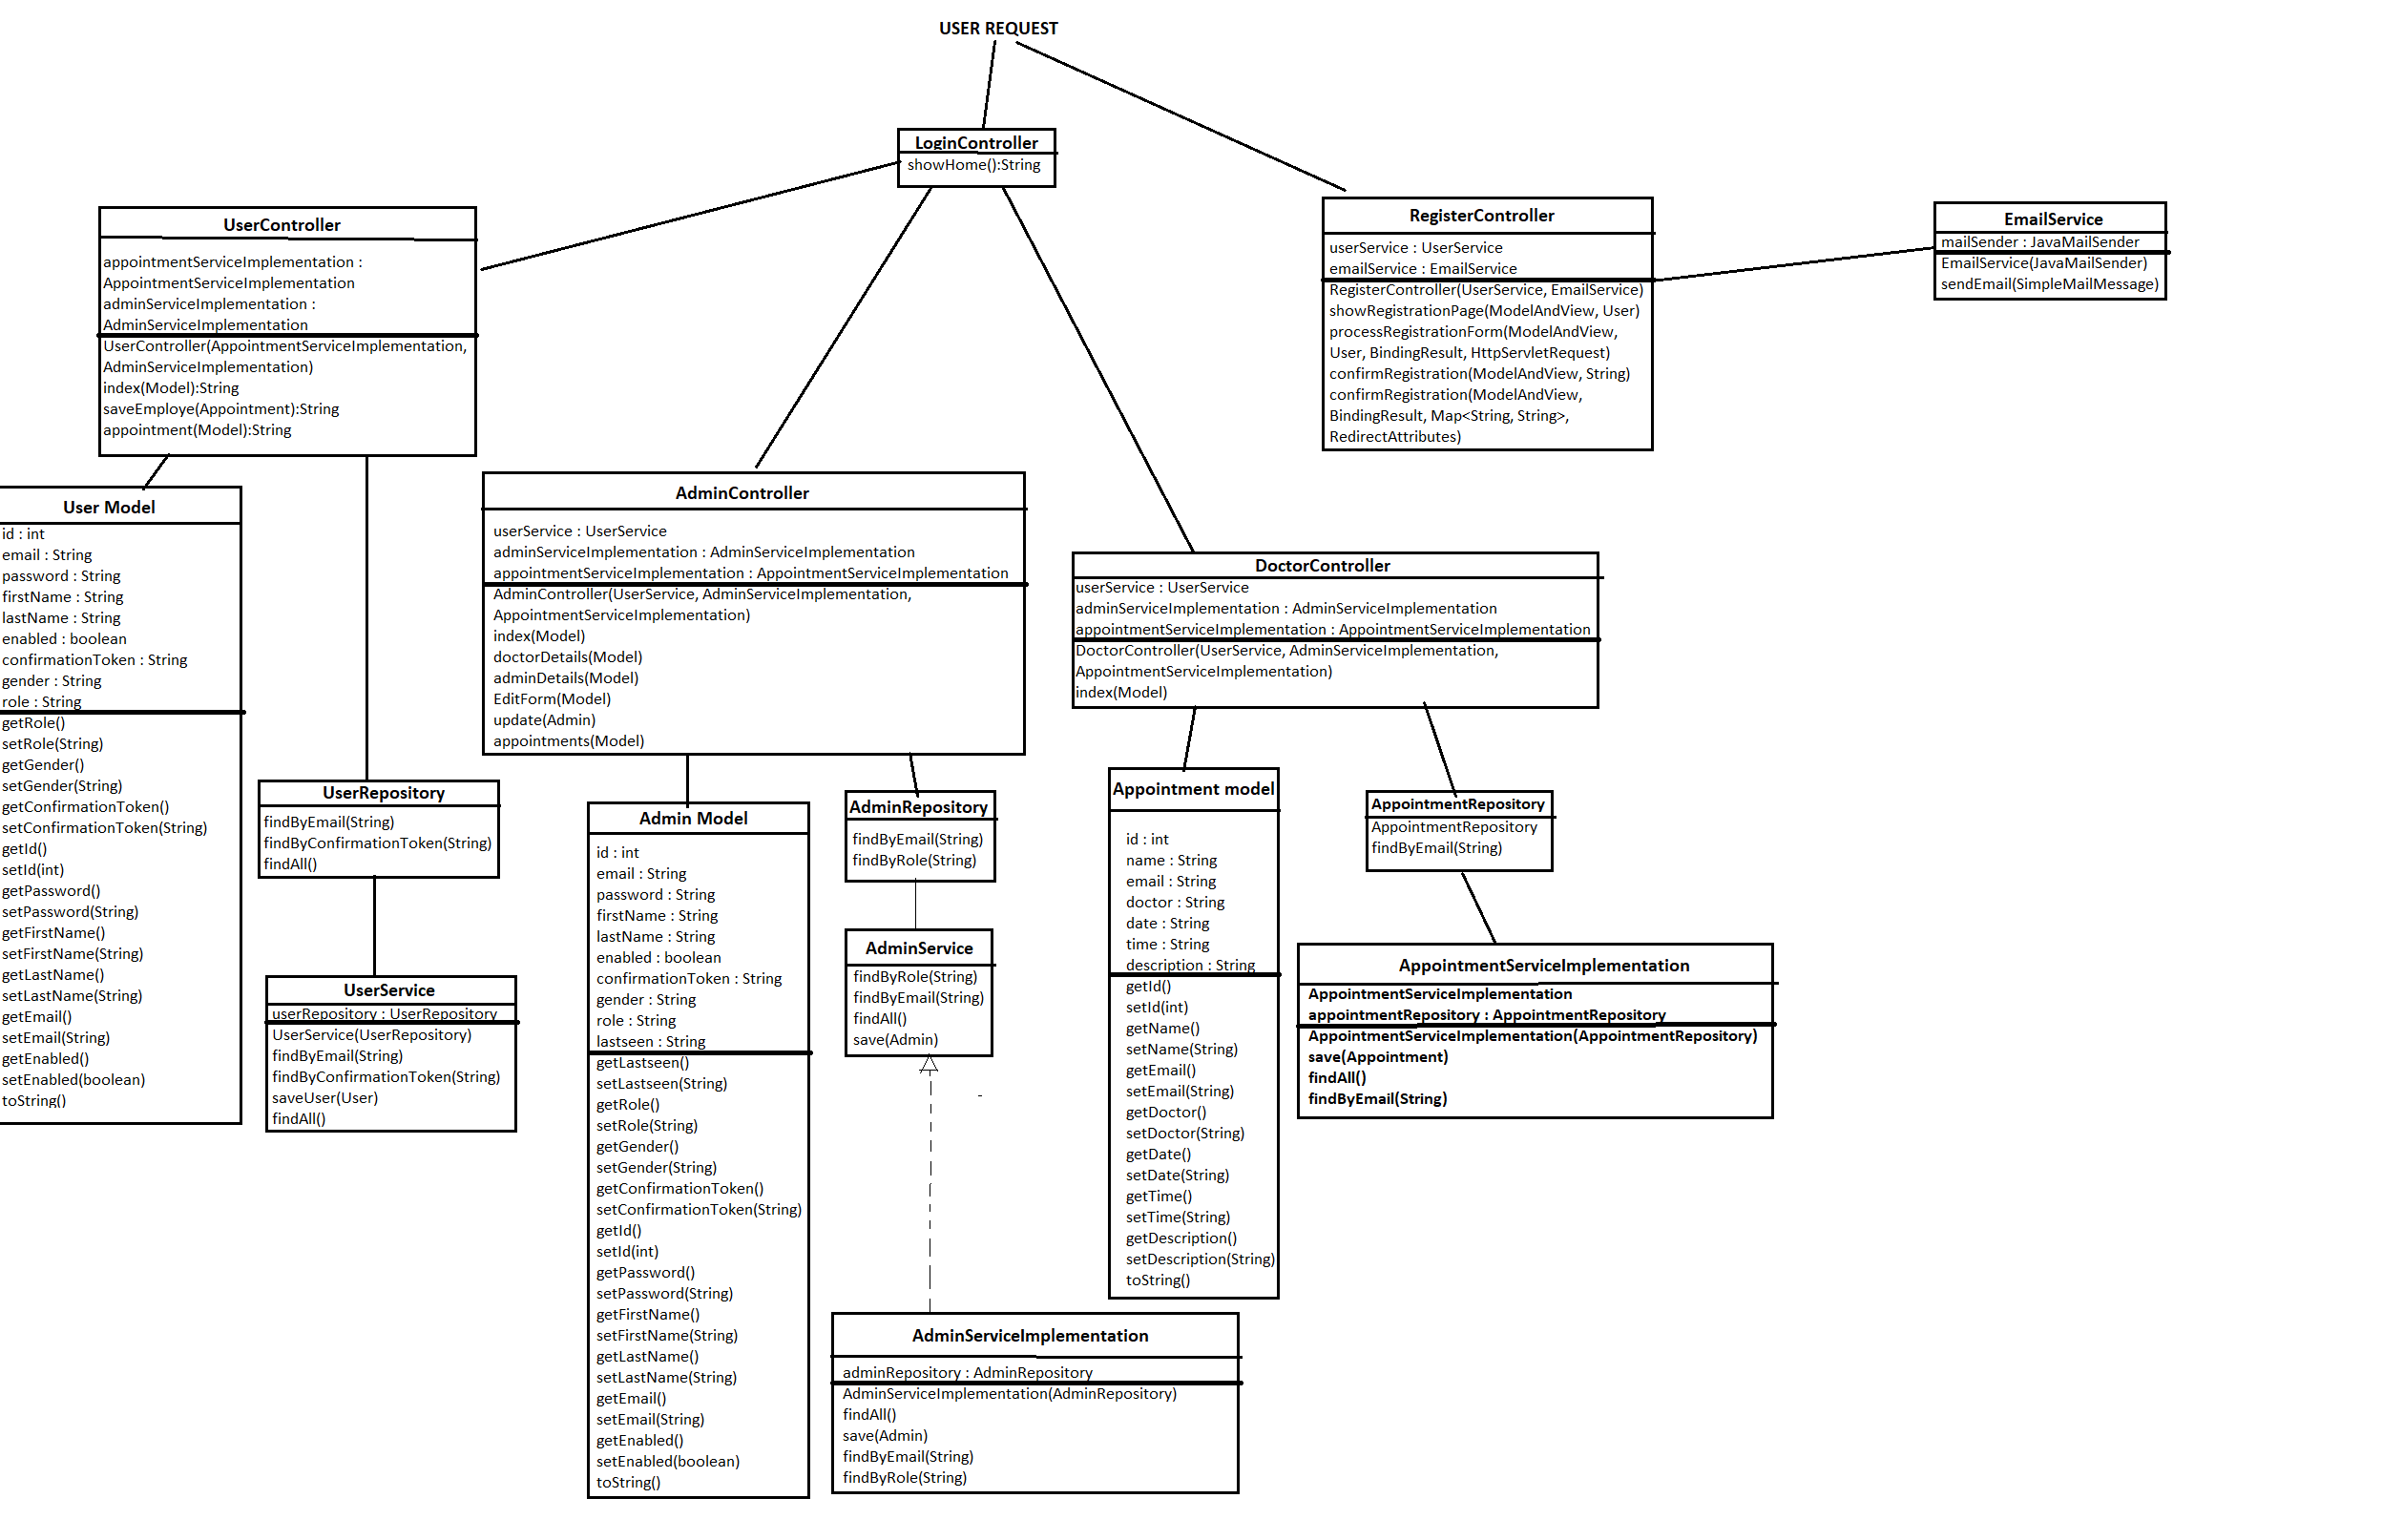 USER REQUEST
LoginController
showHome():String
UserController
appointmentServiceImplementation :
AppointmentServiceImplementation
adminServiceImplementation :
AdminServiceImplementation
UserController(AppointmentServiceImplementation,
AdminServiceImplementation)
index(Model):String
saveEmploye(Appointment):String
appointment(Model):String
RegisterController
userService : UserService
emailService : EmailService
RegisterController(UserService, EmailService)
showRegistrationPage(ModelAndView, User)
processRegistrationForm(ModelAndView,
User, BindingResult, HttpServletRequest)
confirmRegistration(ModelAndView, String)
confirmRegistration(ModelAndView,
BindingResult, Map<String, String>,
RedirectAttributes)
EmailService
mailSender : JavaMailSender
EmailService(JavaMailSender)
sendEmail(SimpleMailMessage)
User Model
id : int
email : String
password : String
firstName : String
lastName : String
enabled : boolean
confirmationToken : String
gender : String
role : String
getRole()
setRole(String)
getGender()
setGender(String)
getConfirmationToken()
setConfirmationToken(String)
getId()
setId(int)
getPassword()
setPassword(String)
getFirstName()
setFirstName(String)
getLastName()
setLastName(String)
getEmail()
setEmail(String)
getEnabled()
setEnabled(boolean)
toString()
UserRepository
findByEmail(String)
findByConfirmationToken(String)
findAll()
UserService
userRepository : UserRepository
UserService(UserRepository)
findByEmail(String)
findByConfirmationToken(String)
saveUser(User)
findAll()
AdminController
userService : UserService
adminServiceImplementation : AdminServiceImplementation
appointmentServiceImplementation : AppointmentServiceImplementation
AdminController(UserService, AdminServiceImplementation,
AppointmentServiceImplementation)
index(Model)
doctorDetails(Model)
adminDetails(Model)
EditForm(Model)
update(Admin)
appointments(Model)
Admin Model
id : int
email : String
password : String
firstName : String
lastName : String
enabled : boolean
confirmationToken : String
gender : String
role : String
lastseen : String
getLastseen()
setLastseen(String)
getRole()
setRole(String)
getGender()
setGender(String)
getConfirmationToken()
setConfirmationToken(String)
getId()
setId(int)
getPassword()
setPassword(String)
getFirstName()
setFirstName(String)
getLastName()
setLastName(String)
getEmail()
setEmail(String)
getEnabled()
setEnabled(boolean)
toString()
AdminRepository
findByEmail(String)
findByRole(String)
AdminService
findByRole(String)
findByEmail(String)
findAll()
save(Admin)
AdminServiceImplementation
adminRepository : AdminRepository
AdminServiceImplementation(AdminRepository)
findAll()
save(Admin)
findByEmail(String)
findByRole(String)
DoctorController
userService : UserService
adminServiceImplementation : AdminServiceImplementation
appointmentServiceImplementation : AppointmentServiceImplementation
DoctorController(UserService, AdminServiceImplementation,
AppointmentServiceImplementation)
index(Model)
Appointment model
id : int
name : String
email : String
doctor : String
date : String
time : String
description : String
getId()
setId(int)
getName()
setName(String)
getEmail()
setEmail(String)
getDoctor()
setDoctor(String)
getDate()
setDate(String)
getTime()
setTime(String)
getDescription()
setDescription(String)
toString()
AppointmentRepository
AppointmentRepository
findByEmail(String)
AppointmentServiceImplementation
AppointmentServiceImplementation
appointmentRepository : AppointmentRepository
AppointmentServiceImplementation(AppointmentRepository)
save(Appointment)
findAll()
findByEmail(String)